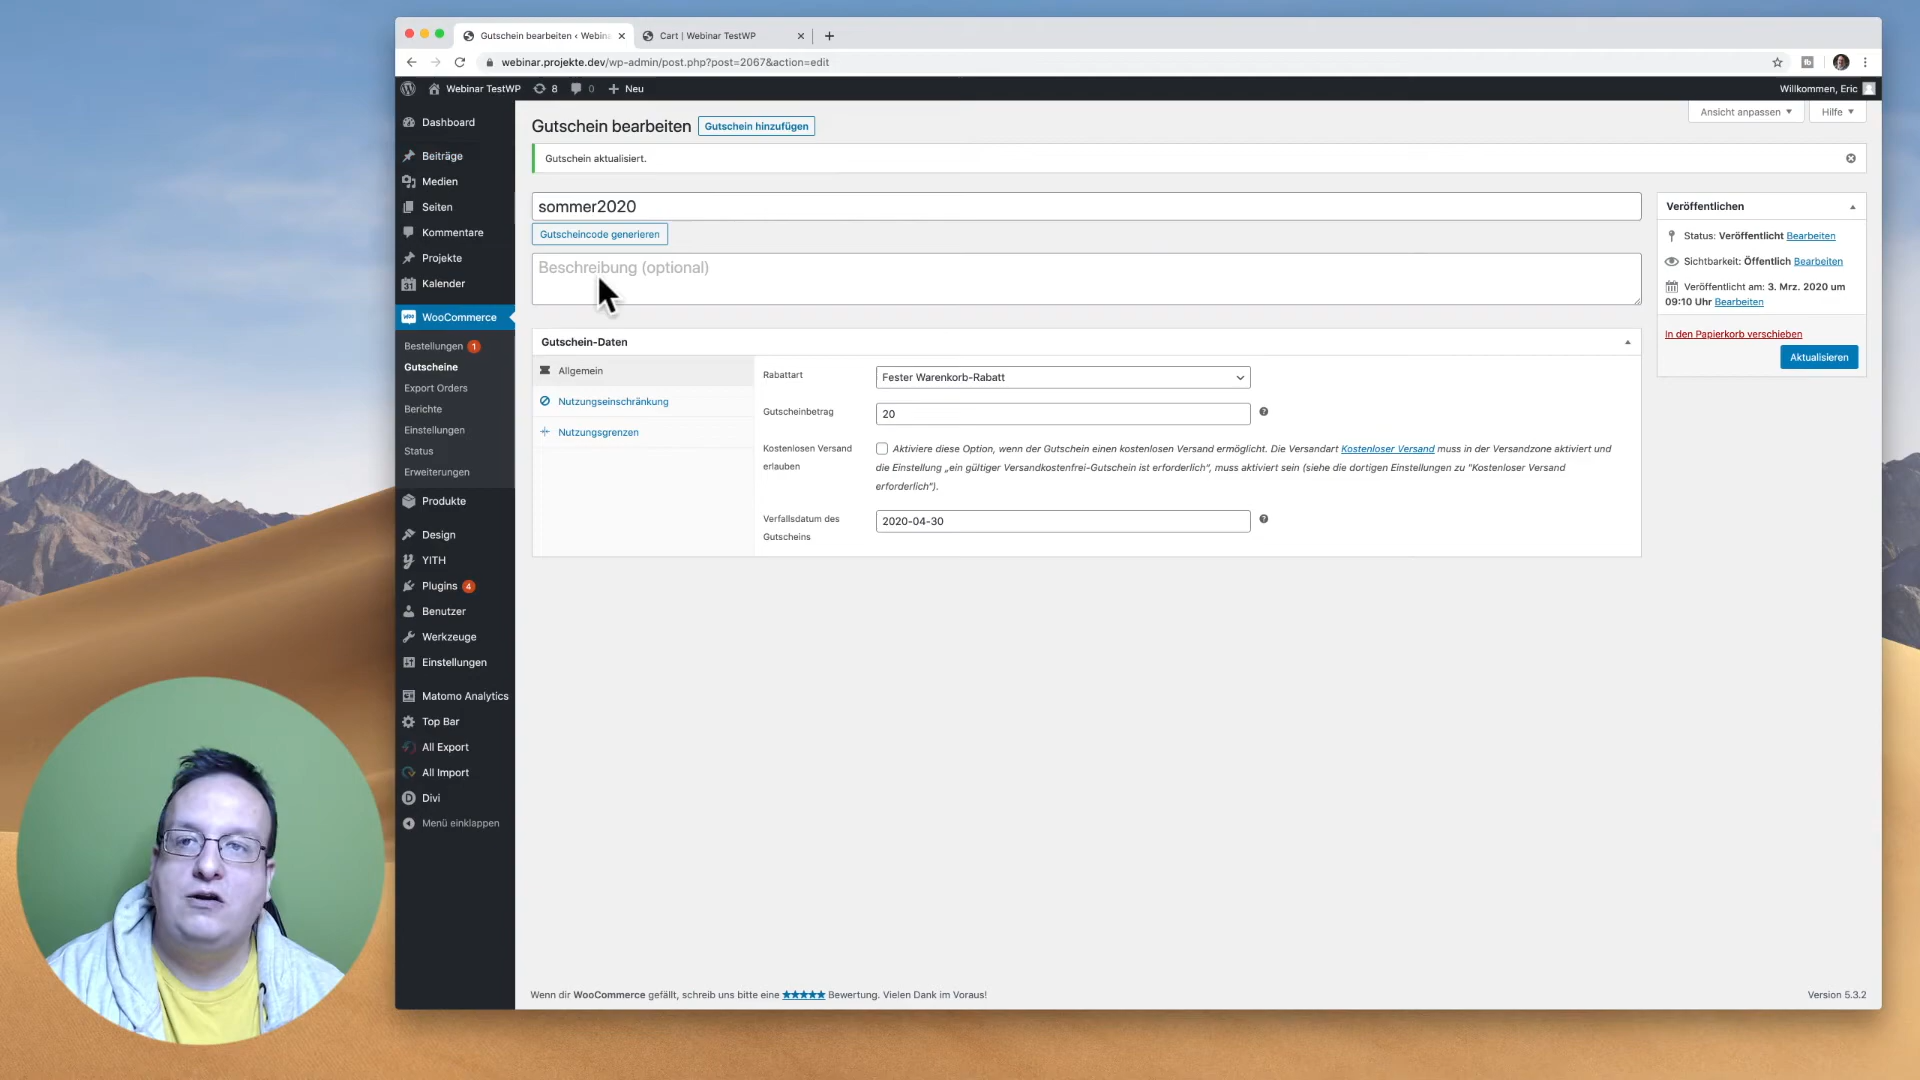 Gutschein bearbeiten ‹ Webin
Cart | Webinar TestWP
webinar.projekte.dev/wp-admin/post.php?post=2067&action=edit
Webinar TestWP
8
0
Neu
Willkommen, Eric
Dashboard
Beiträge
Medien
Seiten
Kommentare
Projekte
Kalender
WooCommerce
Bestellungen 1
Gutscheine
Export Orders
Berichte
Einstellungen
Status
Erweiterungen
Produkte
Design
YITH
Plugins 4
Benutzer
Werkzeuge
Einstellungen
Matomo Analytics
Top Bar
All Export
All Import
Divi
Menü einklappen
Ansicht anpassen
Hilfe
Gutschein bearbeiten
Gutschein hinzufügen
Gutschein aktualisiert.
sommer2020
Gutscheincode generieren
Beschreibung (optional)
Gutschein-Daten
Allgemein
Nutzungseinschränkung
Nutzungsgrenzen
Rabattart
Fester Warenkorb-Rabatt
Gutscheinbetrag
20
Kostenlosen Versand
erlauben
Aktiviere diese Option, wenn der Gutschein einen kostenlosen Versand ermöglicht. Die Versandart Kostenloser Versand muss in der Versandzone aktiviert und
die Einstellung „ein gültiger Versandkostenfrei-Gutschein ist erforderlich“, muss aktiviert sein (siehe die dortigen Einstellungen zu "Kostenloser Versand
erforderlich").
Verfallsdatum des
Gutscheins
2020-04-30
Veröffentlichen
Status: Veröffentlicht Bearbeiten
Sichtbarkeit: Öffentlich Bearbeiten
Veröffentlicht am: 3. Mrz. 2020 um
09:10 Uhr Bearbeiten
In den Papierkorb verschieben
Aktualisieren
Wenn dir WooCommerce gefällt, schreib uns bitte eine ★★★★★ Bewertung. Vielen Dank im Voraus!
Version 5.3.2